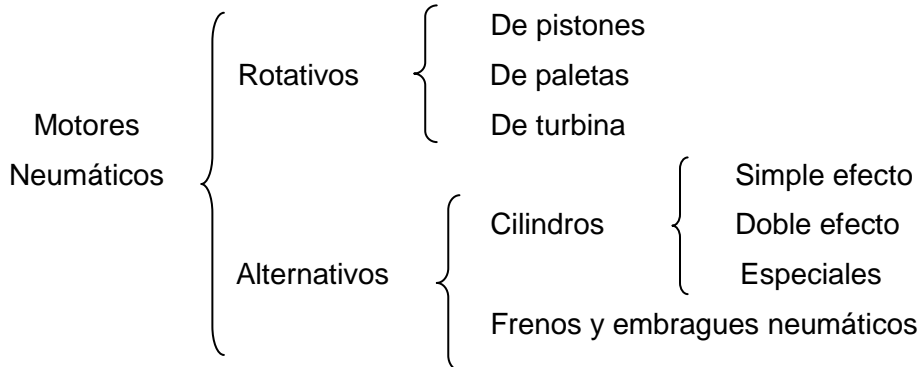 Motores
Neumáticos
Rotativos
De pistones
De paletas
De turbina
Alternativos
Cilindros
Simple efecto
Doble efecto
Especiales
Frenos y embragues neumáticos